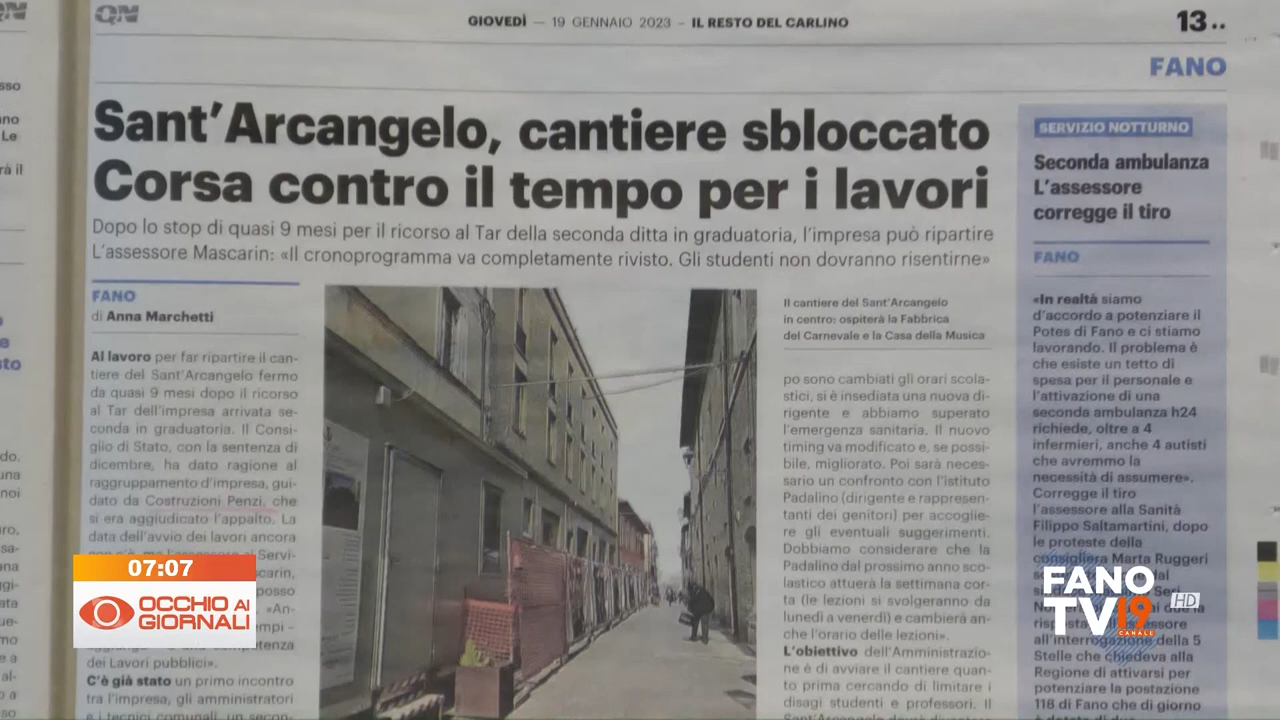 QN
GIOVEDÌ — 19 GENNAIO 2023 – IL RESTO DEL CARLINO
13..
FANO
Sant'Arcangelo, cantiere sbloccato
Corsa contro il tempo per i lavori
Dopo lo stop di quasi 9 mesi per il ricorso al Tar della seconda ditta in graduatoria, l'impresa può ripartire
L'assessore Mascarin: «Il cronoprogramma va completamente rivisto. Gli studenti non dovranno risentirne»
FANO
di Anna Marchetti
Al lavoro per far ripartire il can-
tiere del Sant'Arcangelo fermo
da quasi 9 mesi dopo il ricorso
al Tar dell'impresa arrivata se-
conda in graduatoria. Il Consi-
glio di Stato, con la sentenza di
dicembre, ha dato ragione al
raggruppamento d'impresa, gui-
dato da Costruzioni Penzi, che
si era aggiudicato l'appalto. La
data dell'avvio dei lavori ancora
Servi-
scarin,
posso
«An-
empi –
dei Lavori pubblici».
C'è già stato un primo incontro
tra l'impresa, gli amministratori
e i tecnici comunali, un secon-
Il cantiere del Sant'Arcangelo
in centro: ospiterà la Fabbrica
del Carnevale e la Casa della Musica
po sono cambiati gli orari scola-
stici, si è insediata una nuova di-
rigente e abbiamo superato
l'emergenza sanitaria. Il nuovo
timing va modificato e, se possi-
bile, migliorato. Poi sarà neces-
sario un confronto con l'istituto
Padalino (dirigente e rappresen-
tanti dei genitori) per accoglie-
re gli eventuali suggerimenti.
Dobbiamo considerare che la
Padalino dal prossimo anno sco-
lastico attuerà la settimana cor-
ta (le lezioni si svolgeranno da
lunedì a venerdì) e cambierà an-
che l'orario delle lezioni».
L'obiettivo dell'Amministrazio-
ne è di avviare il cantiere quan-
to prima cercando di limitare i
disagi studenti e professori. Il
SERVIZIO NOTTURNO
Seconda ambulanza
L'assessore
corregge il tiro
FANO
«In realtà siamo
d'accordo a potenziare il
Potes di Fano e ci stiamo
lavorando. Il problema è
che esiste un tetto di
spesa per il personale e
l'attivazione di una
seconda ambulanza h24
richiede, oltre a 4
infermieri, anche 4 autisti
che avremmo la
necessità di assumere».
Corregge il tiro
l'assessore alla Sanità
Filippo Saltamartini, dopo
le proteste della
consigliera Marta Ruggeri
all'interrogazione della 5
Stelle che chiedeva alla
Regione di attivarsi per
potenziare la postazione
118 di Fano che di giorno
07:07
OCCHIO AI
GIORNALI
FANO
TV19
CANALE
HD